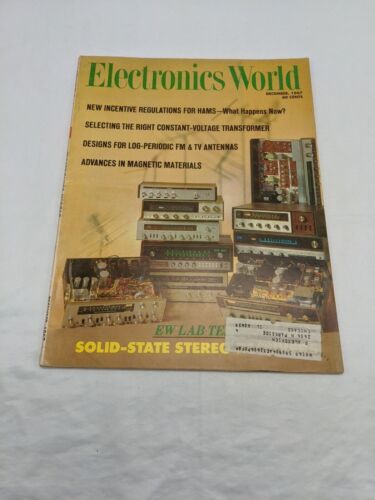 Electronics World
DECEMBER, 1967
60 CENTS
NEW INCENTIVE REGULATIONS FOR HAMS—What Happens Now?
SELECTING THE RIGHT CONSTANT-VOLTAGE TRANSFORMER
DESIGNS FOR LOG-PERIODIC FM & TV ANTENNAS
ADVANCES IN MAGNETIC MATERIALS
EW LAB TE
SOLID-STATE STEREO
CHICAGO